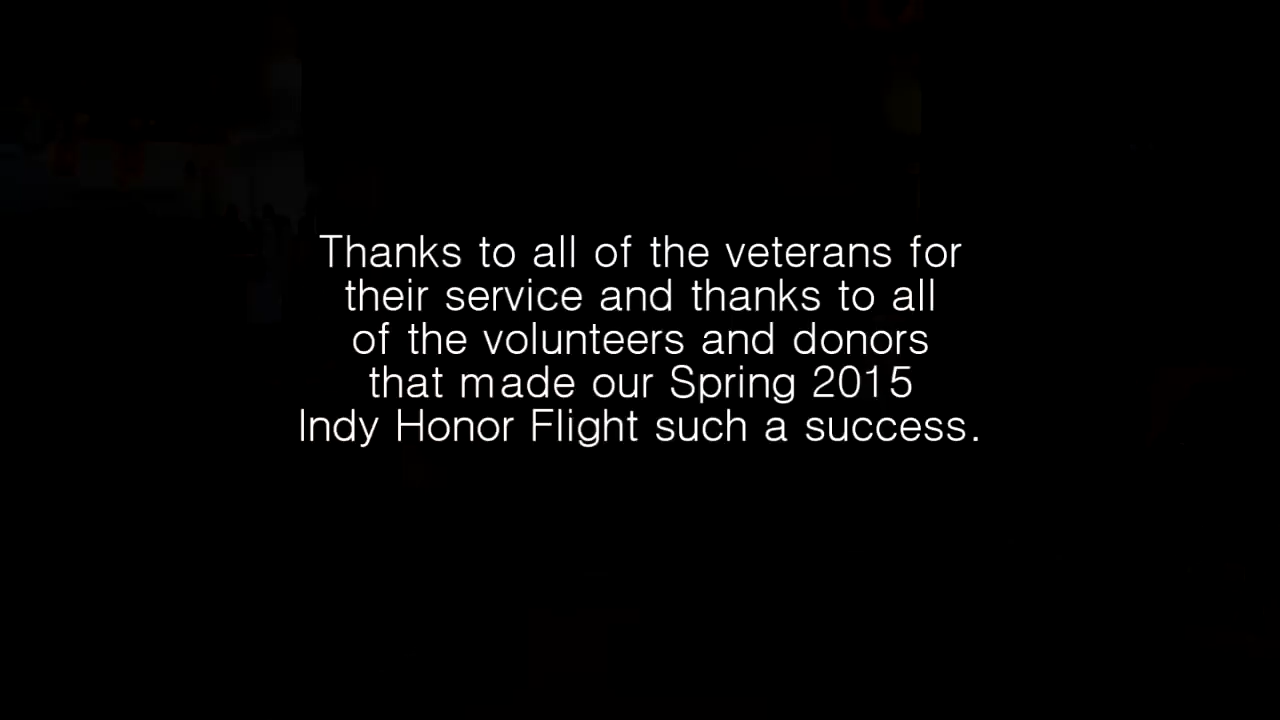 Thanks to all of the veterans for
their service and thanks to all
of the volunteers and donors
that made our Spring 2015
Indy Honor Flight such a success.